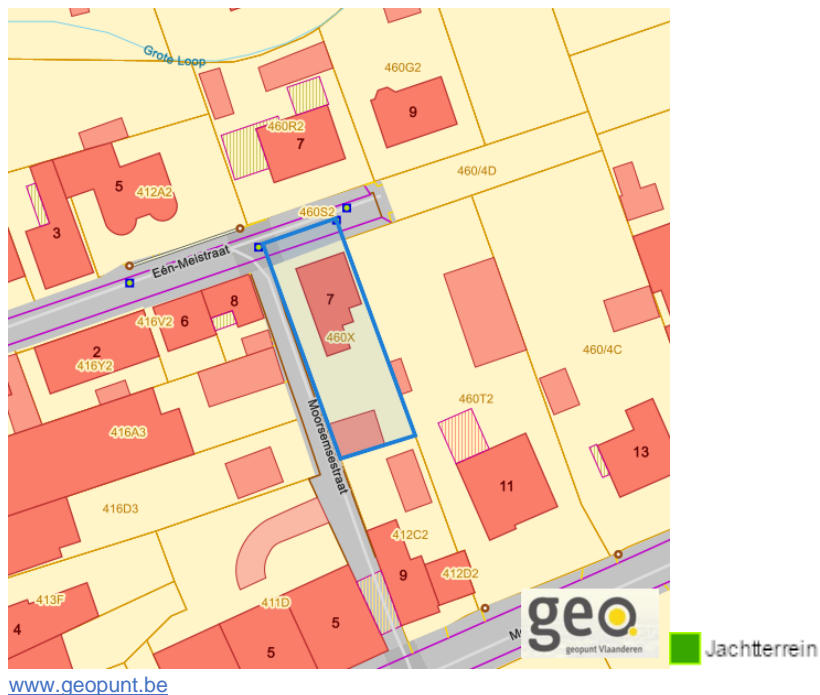 Grote Loop
460G2
9
460R2
7
5
412A2
460/4D
3
460S2
Eén-Meistraat
7
8
416V2
6
460X
2
416Y2
460/4C
460T2
Moorsemsestraat
416A3
13
11
416D3
412C2
9
412D2
413F
411D
4
5
5
geo
geopunt Vlaanderen
Jachtterrein
www.geopunt.be